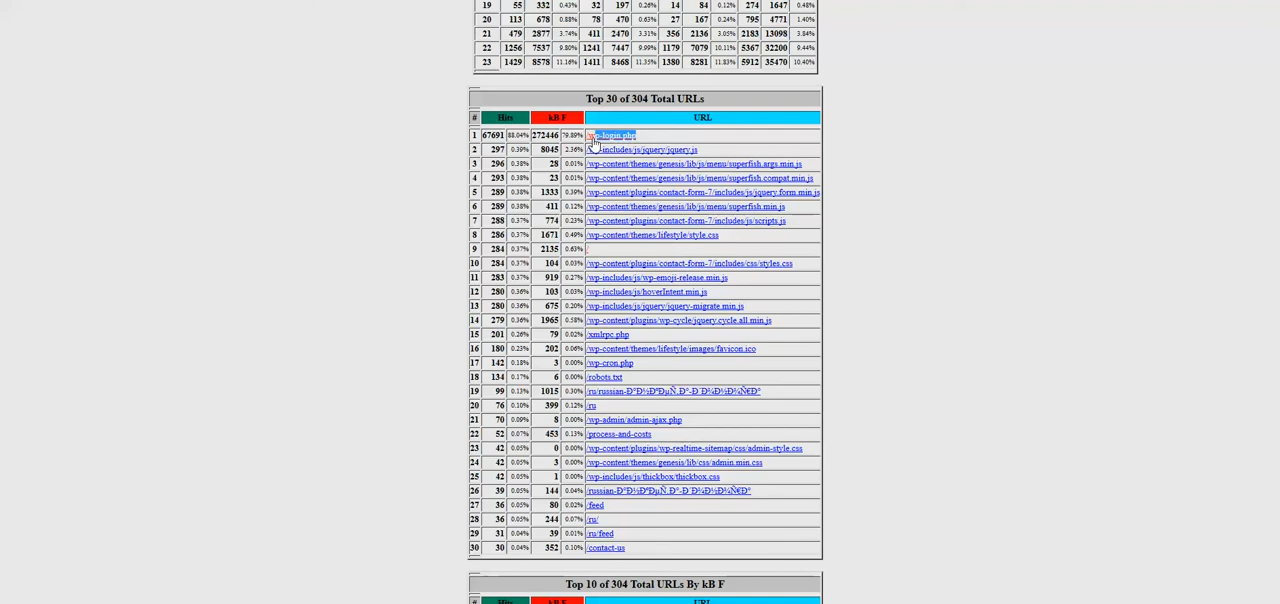 19 55 332 0.43% 32 197 0.26% 14 84 0.12% 274 1647 0.48%
20 113 678 0.88% 78 470 0.63% 27 167 0.24% 795 4771 1.40%
21 479 2877 3.74% 411 2470 3.31% 356 2136 3.05% 2183 13098 3.84%
22 1256 7537 9.80% 1241 7447 9.99% 1179 7079 10.11% 5367 32200 9.44%
23 1429 8578 11.16% 1411 8468 11.35% 1380 8281 11.83% 5912 35470 10.40%
Top 30 of 304 Total URLs
# Hits kB F URL
1 67691 88.04% 272446 79.89% /wp-login.php
2 297 0.39% 8045 2.36% /wp-includes/js/jquery/jquery.js
3 296 0.38% 28 0.01% /wp-content/themes/genesis/lib/js/menu/superfish.args.min.js
4 293 0.38% 23 0.01% /wp-content/themes/genesis/lib/js/menu/superfish.compat.min.js
5 289 0.38% 1333 0.39% /wp-content/plugins/contact-form-7/includes/js/jquery.form.min.js
6 289 0.38% 411 0.12% /wp-content/themes/genesis/lib/js/menu/superfish.min.js
7 288 0.37% 774 0.23% /wp-content/plugins/contact-form-7/includes/js/scripts.js
8 286 0.37% 1671 0.49% /wp-content/themes/lifestyle/style.css
9 284 0.37% 2135 0.63% /
10 284 0.37% 104 0.03% /wp-content/plugins/contact-form-7/includes/css/styles.css
11 283 0.37% 919 0.27% /wp-includes/js/wp-emoji-release.min.js
12 280 0.36% 103 0.03% /wp-includes/js/hoverIntent.min.js
13 280 0.36% 675 0.20% /wp-includes/js/jquery/jquery-migrate.min.js
14 279 0.36% 1965 0.58% /wp-content/plugins/wp-cycle/jquery.cycle.all.min.js
15 201 0.26% 79 0.02% /xmlrpc.php
16 180 0.23% 202 0.06% /wp-content/themes/lifestyle/images/favicon.ico
17 142 0.18% 3 0.00% /wp-cron.php
18 134 0.17% 6 0.00% /robots.txt
19 99 0.13% 1015 0.30%
20 76 0.10% 399 0.12% /ru
21 70 0.09% 8 0.00% /wp-admin/admin-ajax.php
22 52 0.07% 453 0.13% /process-and-costs
23 42 0.05% 0 0.00% /wp-content/plugins/wp-realtime-sitemap/css/admin-style.css
24 42 0.05% 3 0.00% /wp-content/themes/genesis/lib/css/admin.min.css
25 42 0.05% 1 0.00% /wp-includes/js/thickbox/thickbox.css
26 39 0.05% 144 0.04%
27 36 0.05% 80 0.02% /feed
28 36 0.05% 244 0.07% /ru/
29 31 0.04% 39 0.01% /ru/feed
30 30 0.04% 352 0.10% /contact-us
Top 10 of 304 Total URLs By kB F
# Hits kB F URL